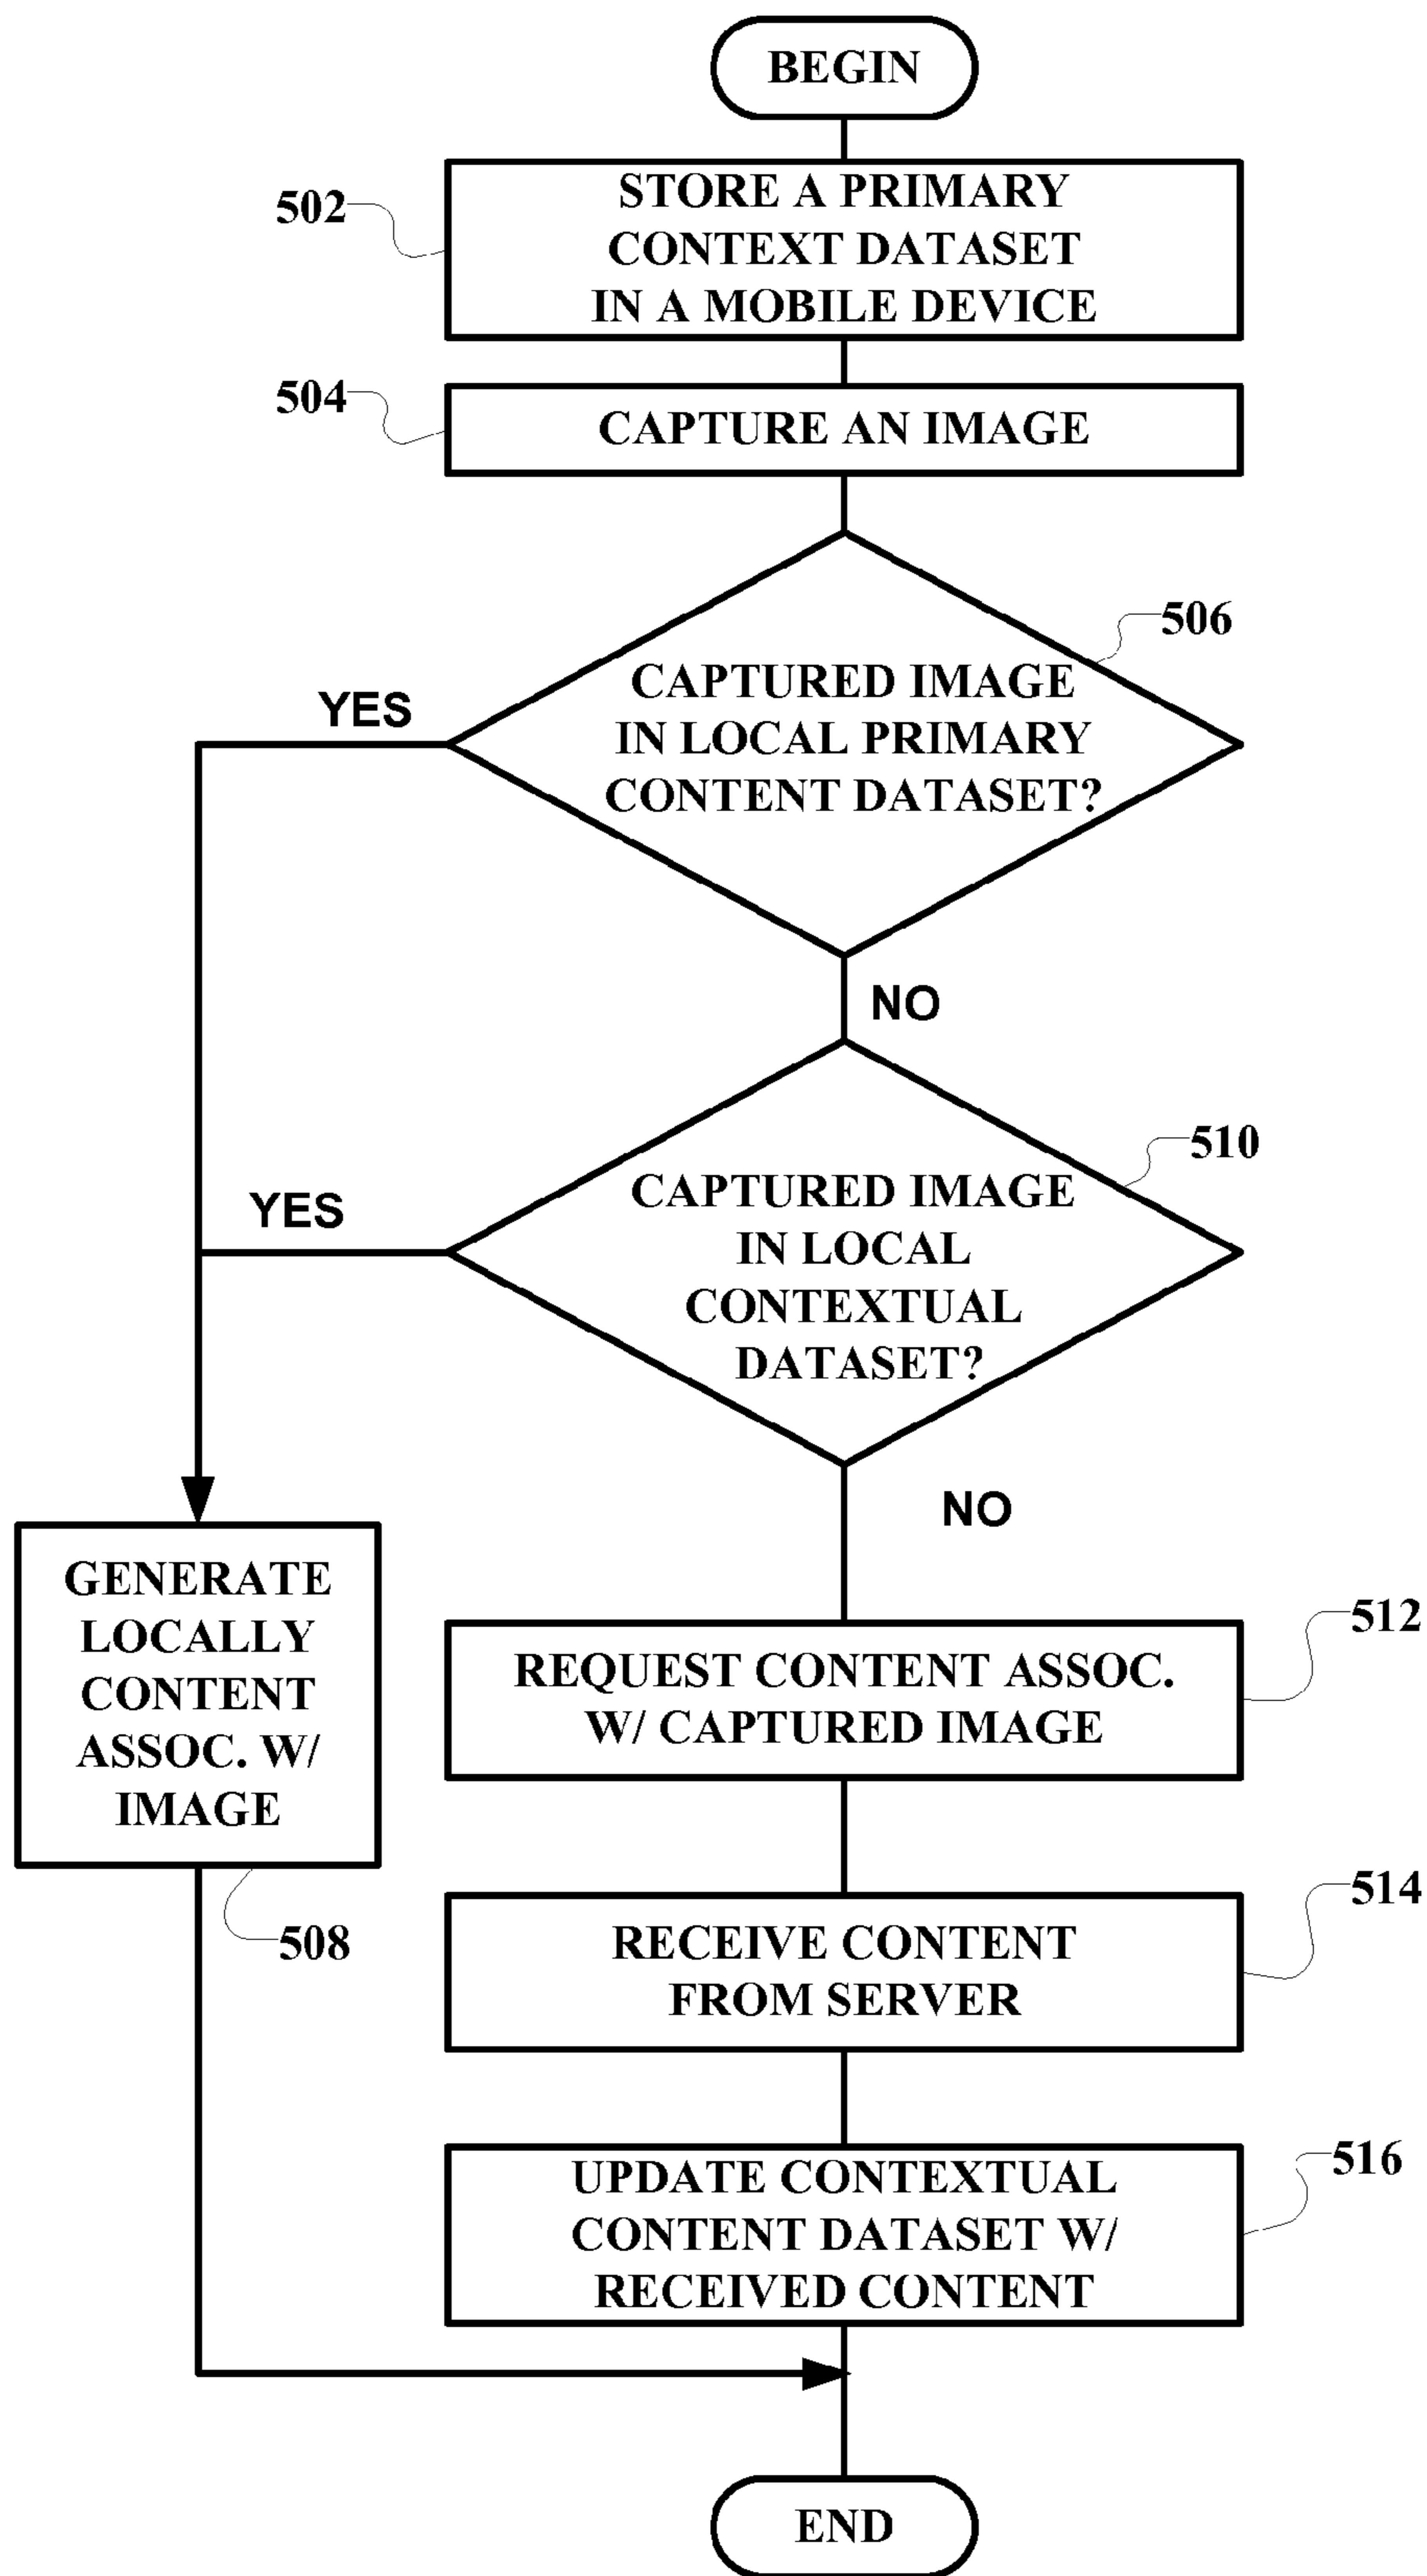 BEGIN
502
STORE A PRIMARY
CONTEXT DATASET
IN A MOBILE DEVICE
504
CAPTURE AN IMAGE
506
CAPTURED IMAGE
IN LOCAL PRIMARY
CONTENT DATASET?
YES
NO
510
CAPTURED IMAGE
IN LOCAL
CONTEXTUAL
DATASET?
YES
NO
GENERATE
LOCALLY
CONTENT
ASSOC. W/
IMAGE
508
512
REQUEST CONTENT ASSOC.
W/ CAPTURED IMAGE
514
RECEIVE CONTENT
FROM SERVER
516
UPDATE CONTEXTUAL
CONTENT DATASET W/
RECEIVED CONTENT
END